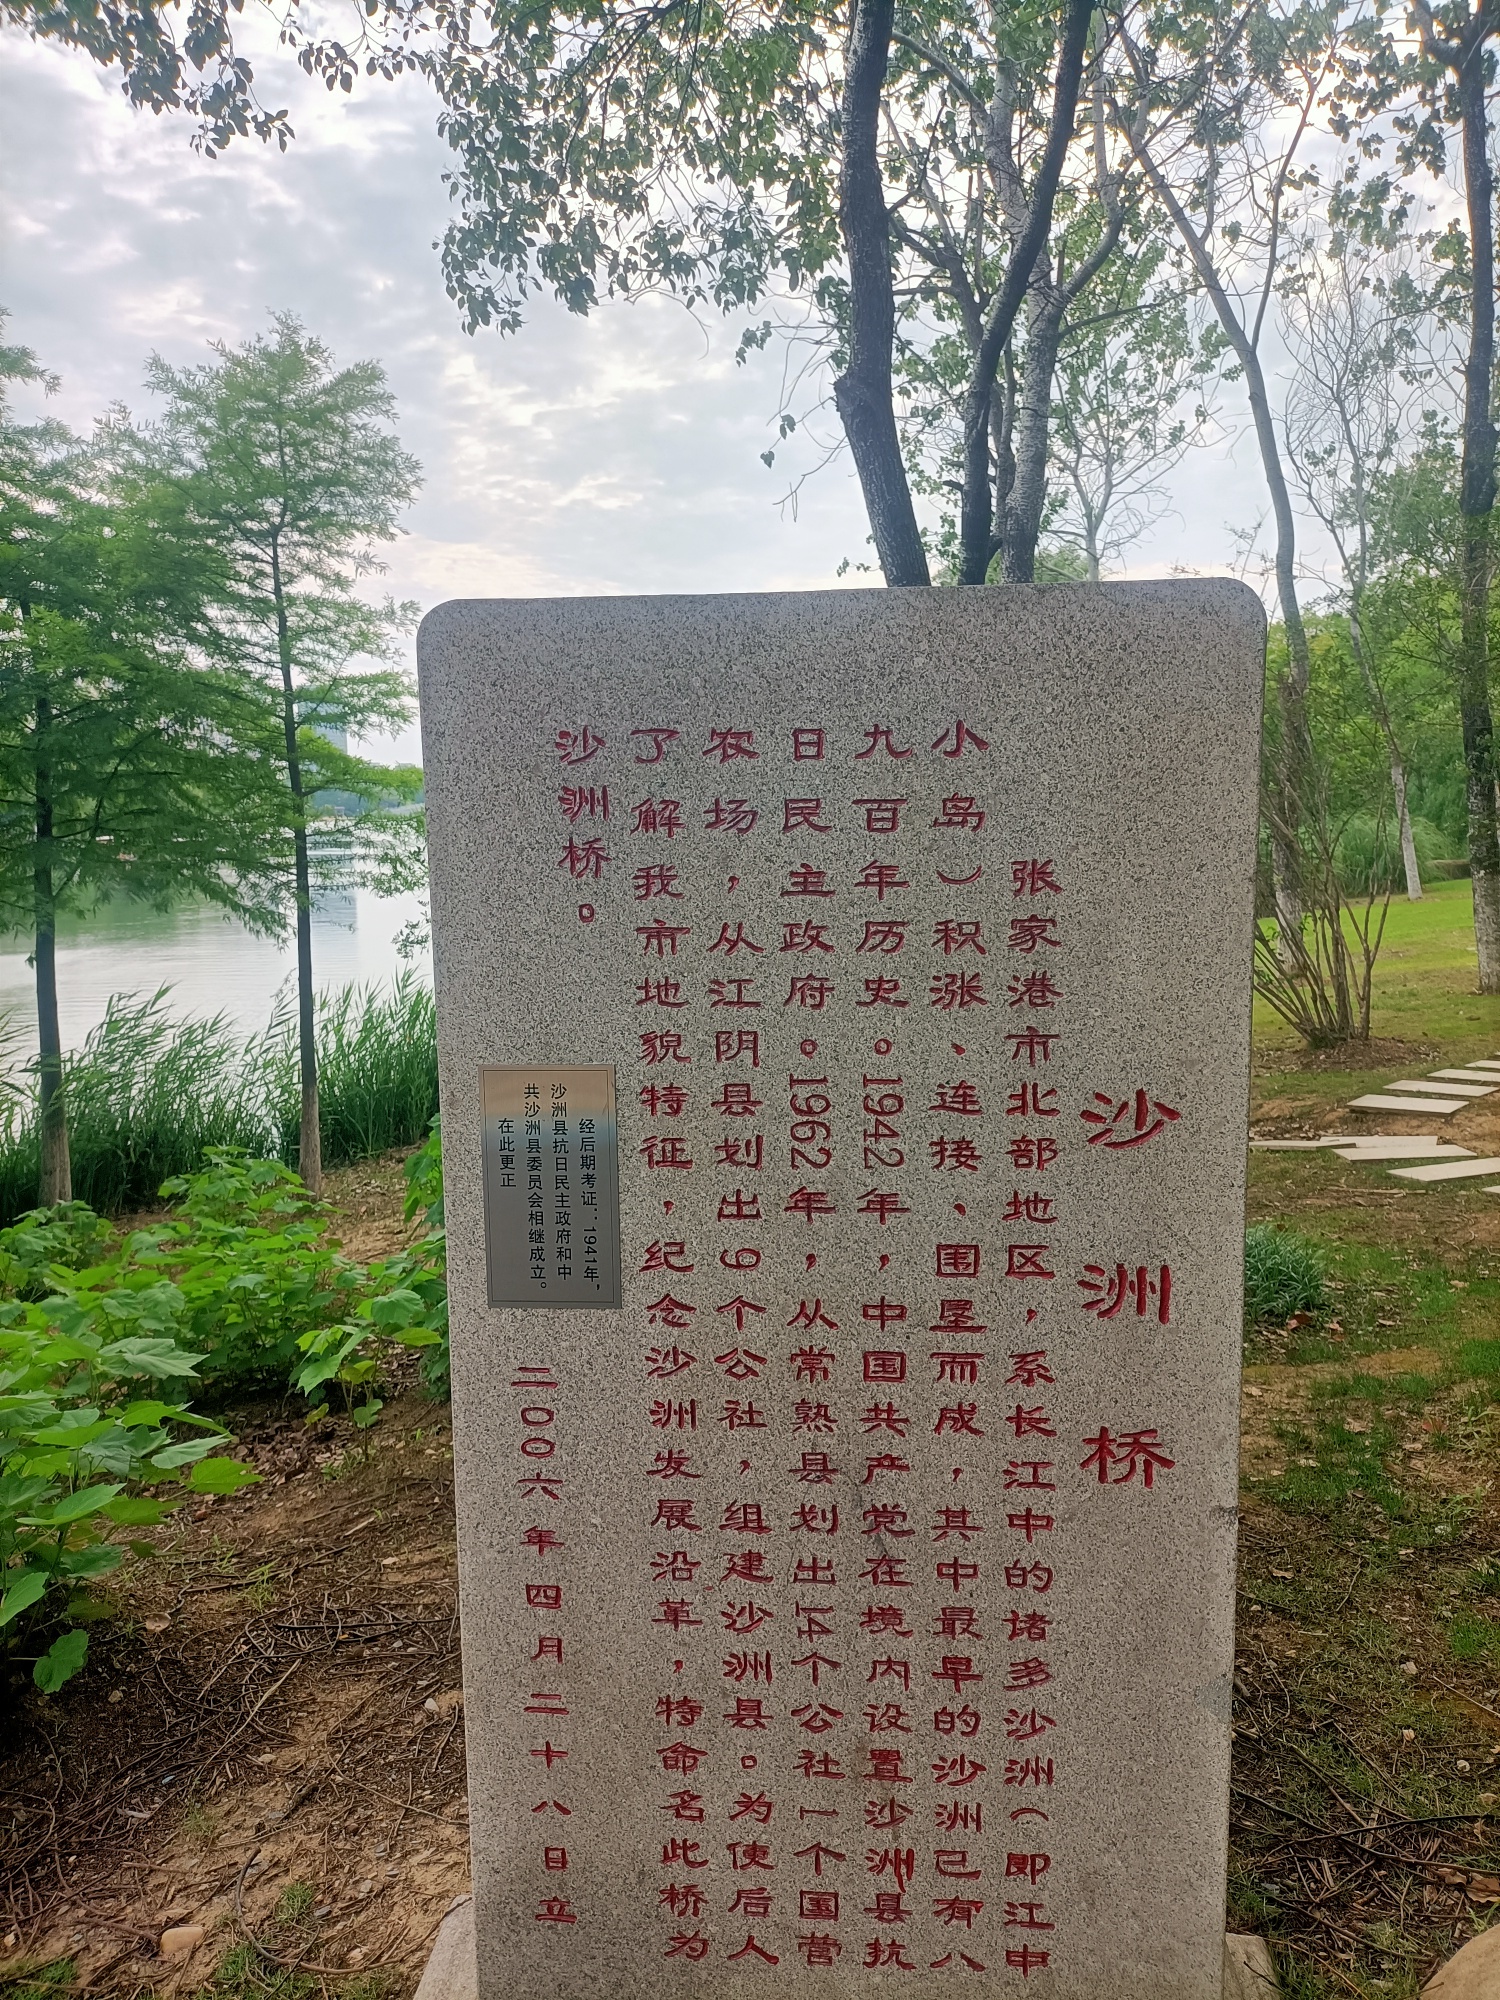 沙洲桥
张家港市北部地区，系长江中的诸多沙洲（即江中
小岛）积涨、连接、围垦而成，其中最早的沙洲已有八
九百年历史。1942年，中国共产党在境内设置沙洲县抗
日民主政府。1962年，从常熟县划出14个公社1个国营
农场，从江阴县划出9个公社，组建沙洲县。为使后人
了解我市地貌特征，纪念沙洲发展沿革，特命名此桥为
沙洲桥。
经后期考证：1941年，
沙洲县抗日民主政府和中
共沙洲县委员会相继成立。
在此更正
二〇〇六年四月二十八日立